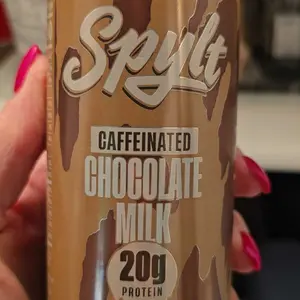 Spylt
CAFFEINATED
CHOCOLATE
MILK
20g
PROTEIN